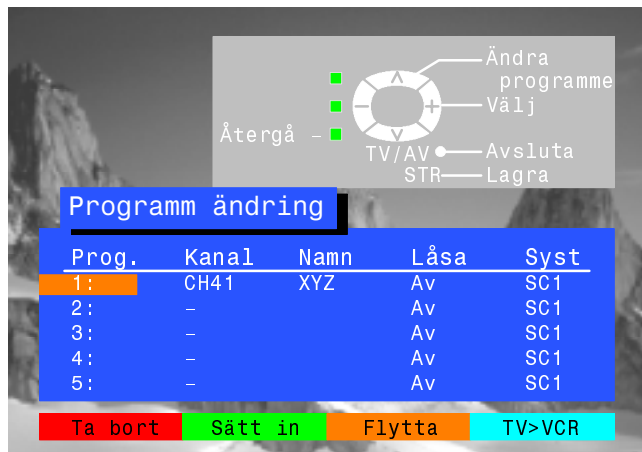 Ändra
programme
Välj
Återgå –
TV/AV Avsluta
STR Lagra
Programm ändring
Prog. Kanal Namn Låsa Syst
1: CH41 XYZ Av SC1
2: – Av SC1
3: – Av SC1
4: – Av SC1
5: – Av SC1
Ta bort Sätt in Flytta TV>VCR